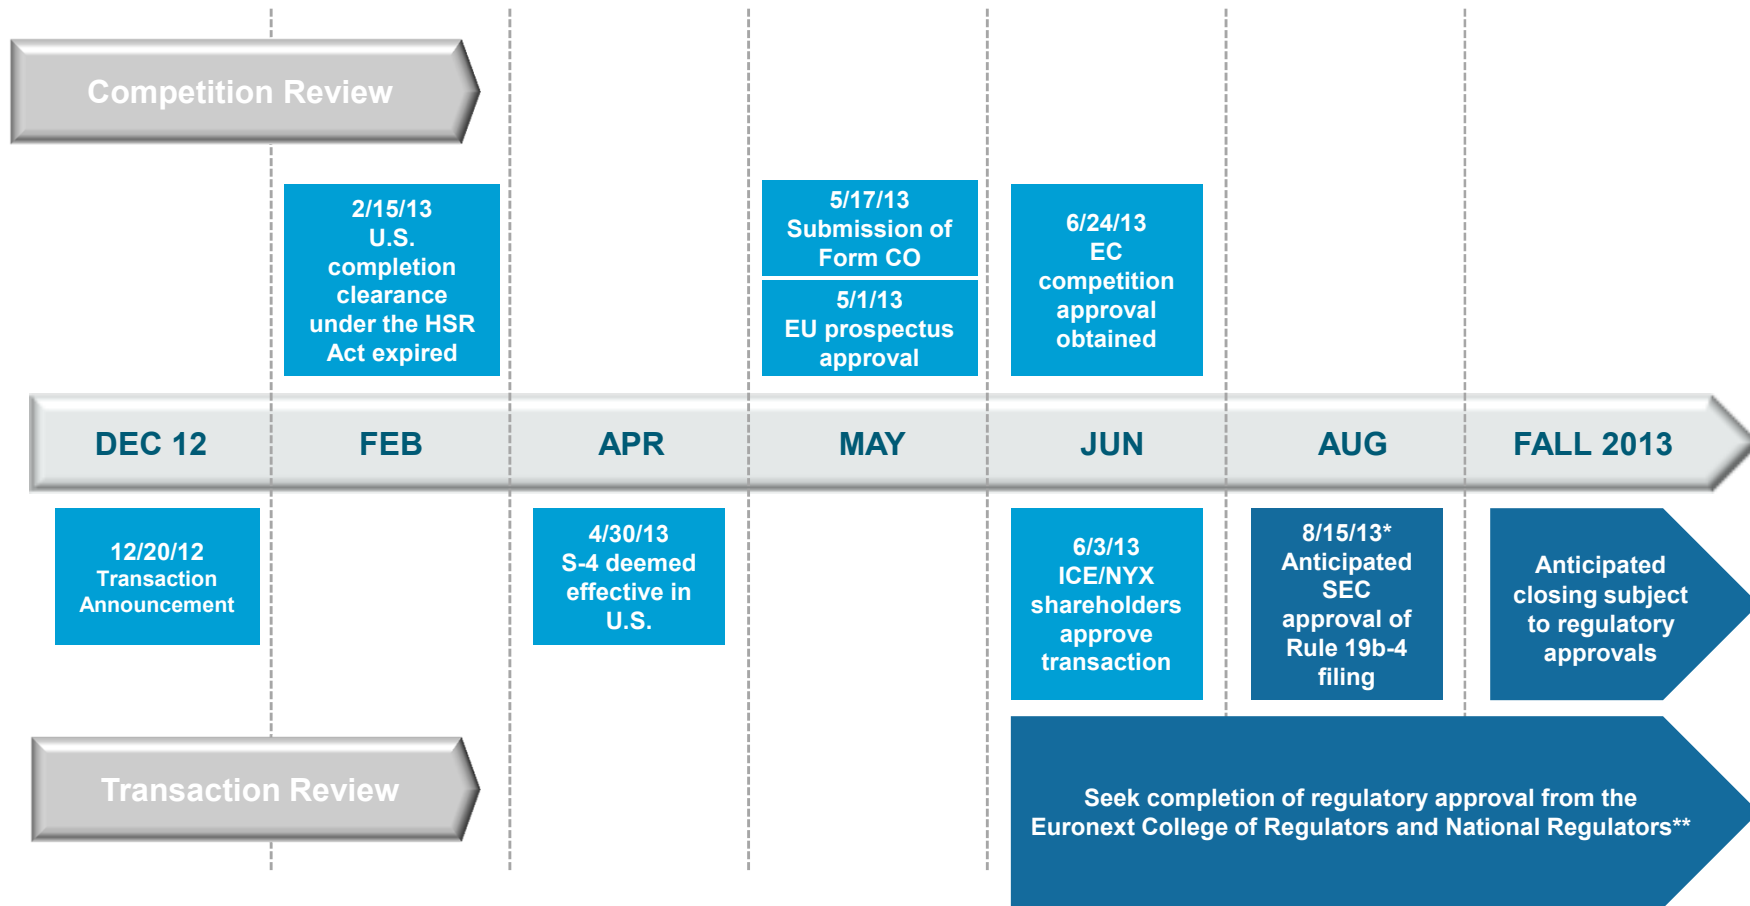 Competition Review
2/15/13
U.S.
completion
clearance
under the HSR
Act expired
5/17/13
Submission of
Form CO
5/1/13
EU prospectus
approval
6/24/13
EC
competition
approval
obtained
DEC 12
FEB
APR
MAY
JUN
AUG
FALL 2013
12/20/12
Transaction
Announcement
4/30/13
S-4 deemed
effective in
U.S.
6/3/13
ICE/NYX
shareholders
approve
transaction
8/15/13*
Anticipated
SEC
approval of
Rule 19b-4
filing
Anticipated
closing subject
to regulatory
approvals
Transaction Review
Seek completion of regulatory approval from the
Euronext College of Regulators and National Regulators**